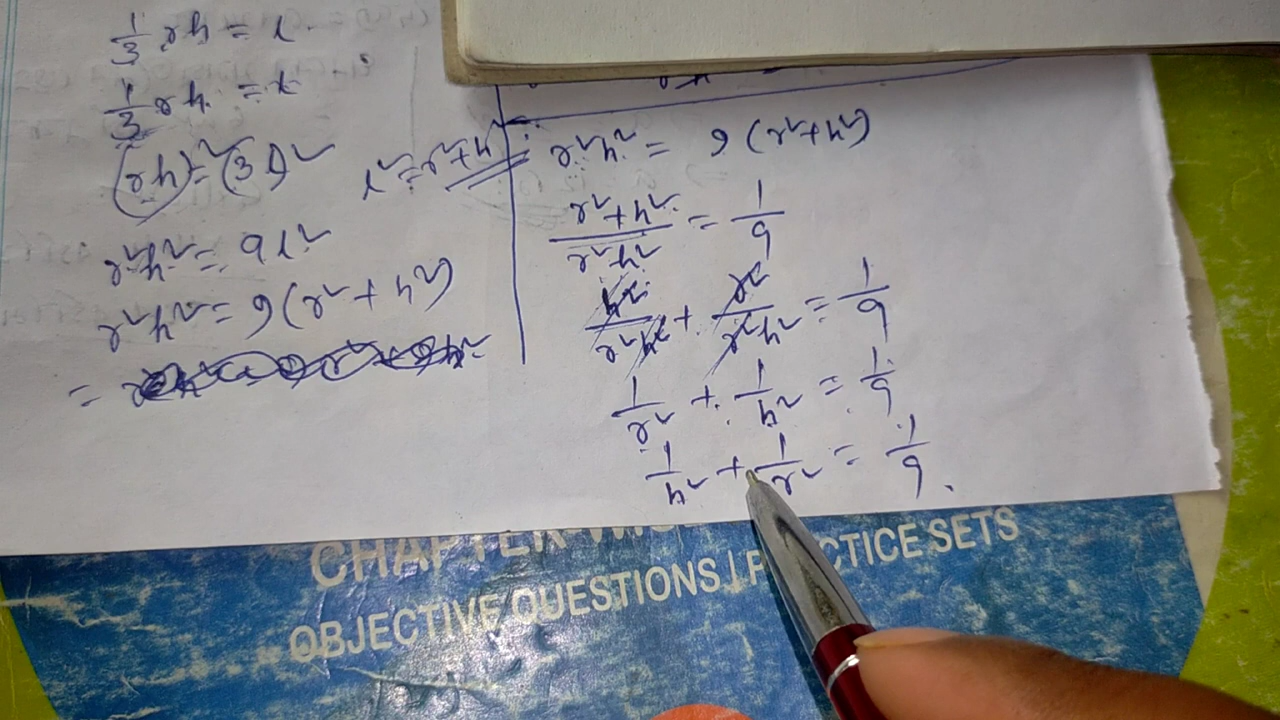 1/3 rh = l
1/3 rh = l
(rh)² = (3l)²
l² = h²+r²
r²h² = 9l²
r²h² = 9(r²+h²)
=
r²h² = 9(h²+r²)
(r²+h²)/(r²h²) = 1/9
h²/(r²h²) + r²/(r²h²) = 1/9
1/r² + 1/h² = 1/9
1/h² + 1/r² = 1/9.
OBJECTIVE QUESTIONS | PRACTICE SETS